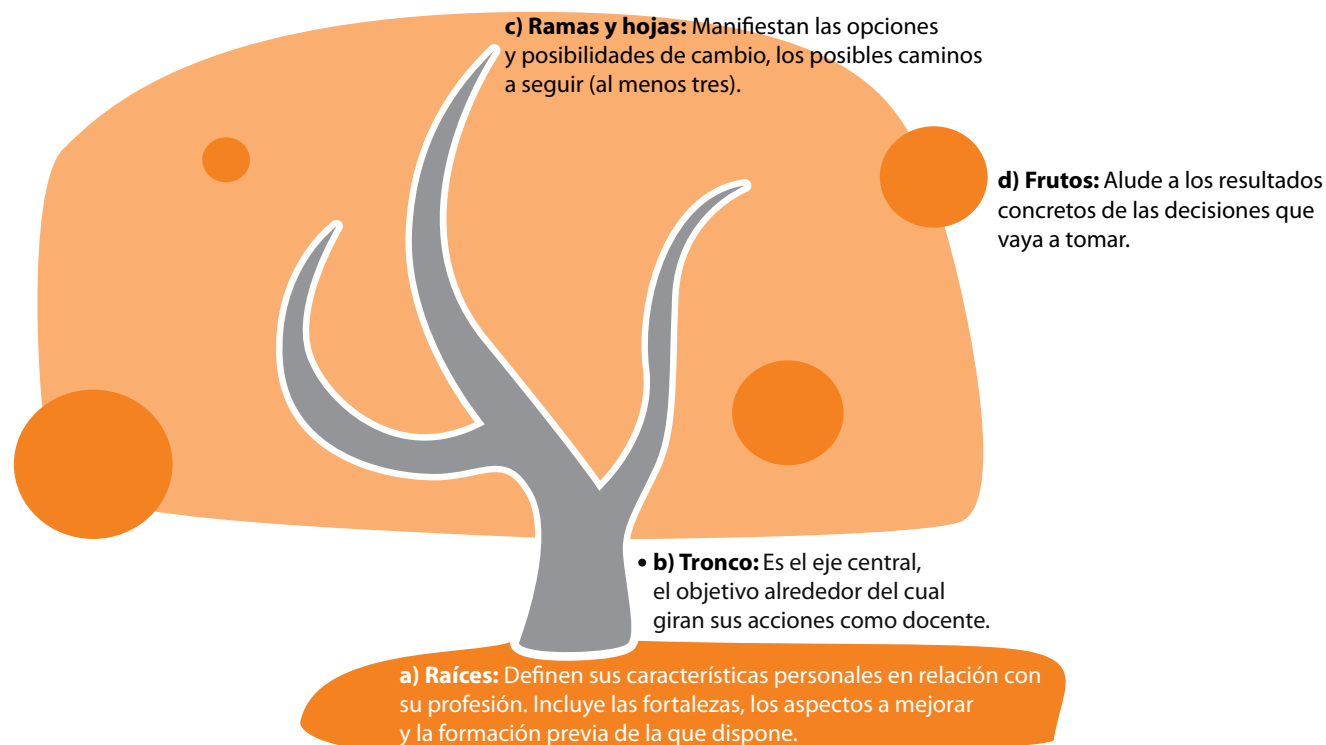 c) Ramas y hojas: Manifiestan las opciones
y posibilidades de cambio, los posibles caminos
a seguir (al menos tres).
d) Frutos: Alude a los resultados
concretos de las decisiones que
vaya a tomar.
• b) Tronco: Es el eje central,
el objetivo alrededor del cual
giran sus acciones como docente.
a) Raíces: Definen sus características personales en relación con
su profesión. Incluye las fortalezas, los aspectos a mejorar
y la formación previa de la que dispone.